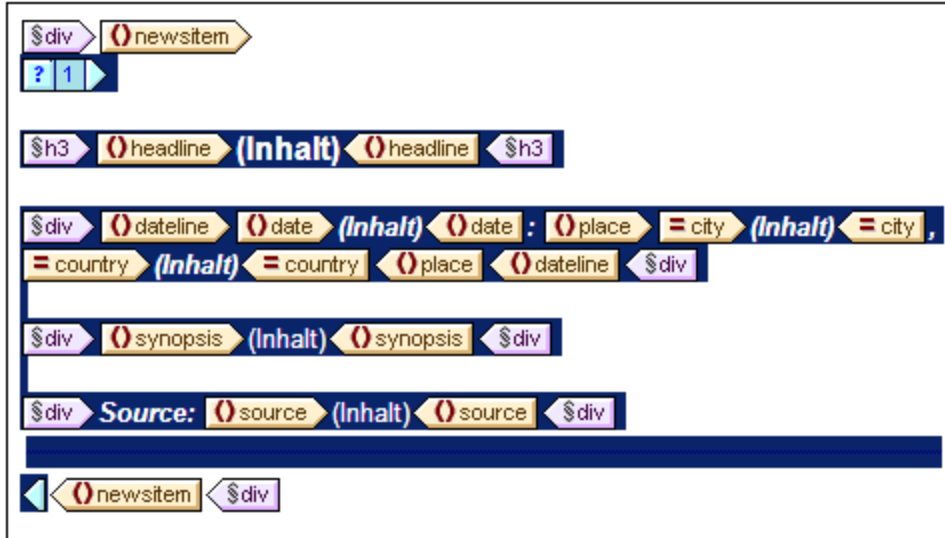 §div ()newsitem
? 1
§h3 ()headline (Inhalt) ()headline §h3
§div ()dateline ()date (Inhalt) ()date : ()place = city (Inhalt) = city ,
= country (Inhalt) = country ()place ()dateline §div
§div ()synopsis (Inhalt) ()synopsis §div
§div Source: ()source (Inhalt) ()source §div
()newsitem §div